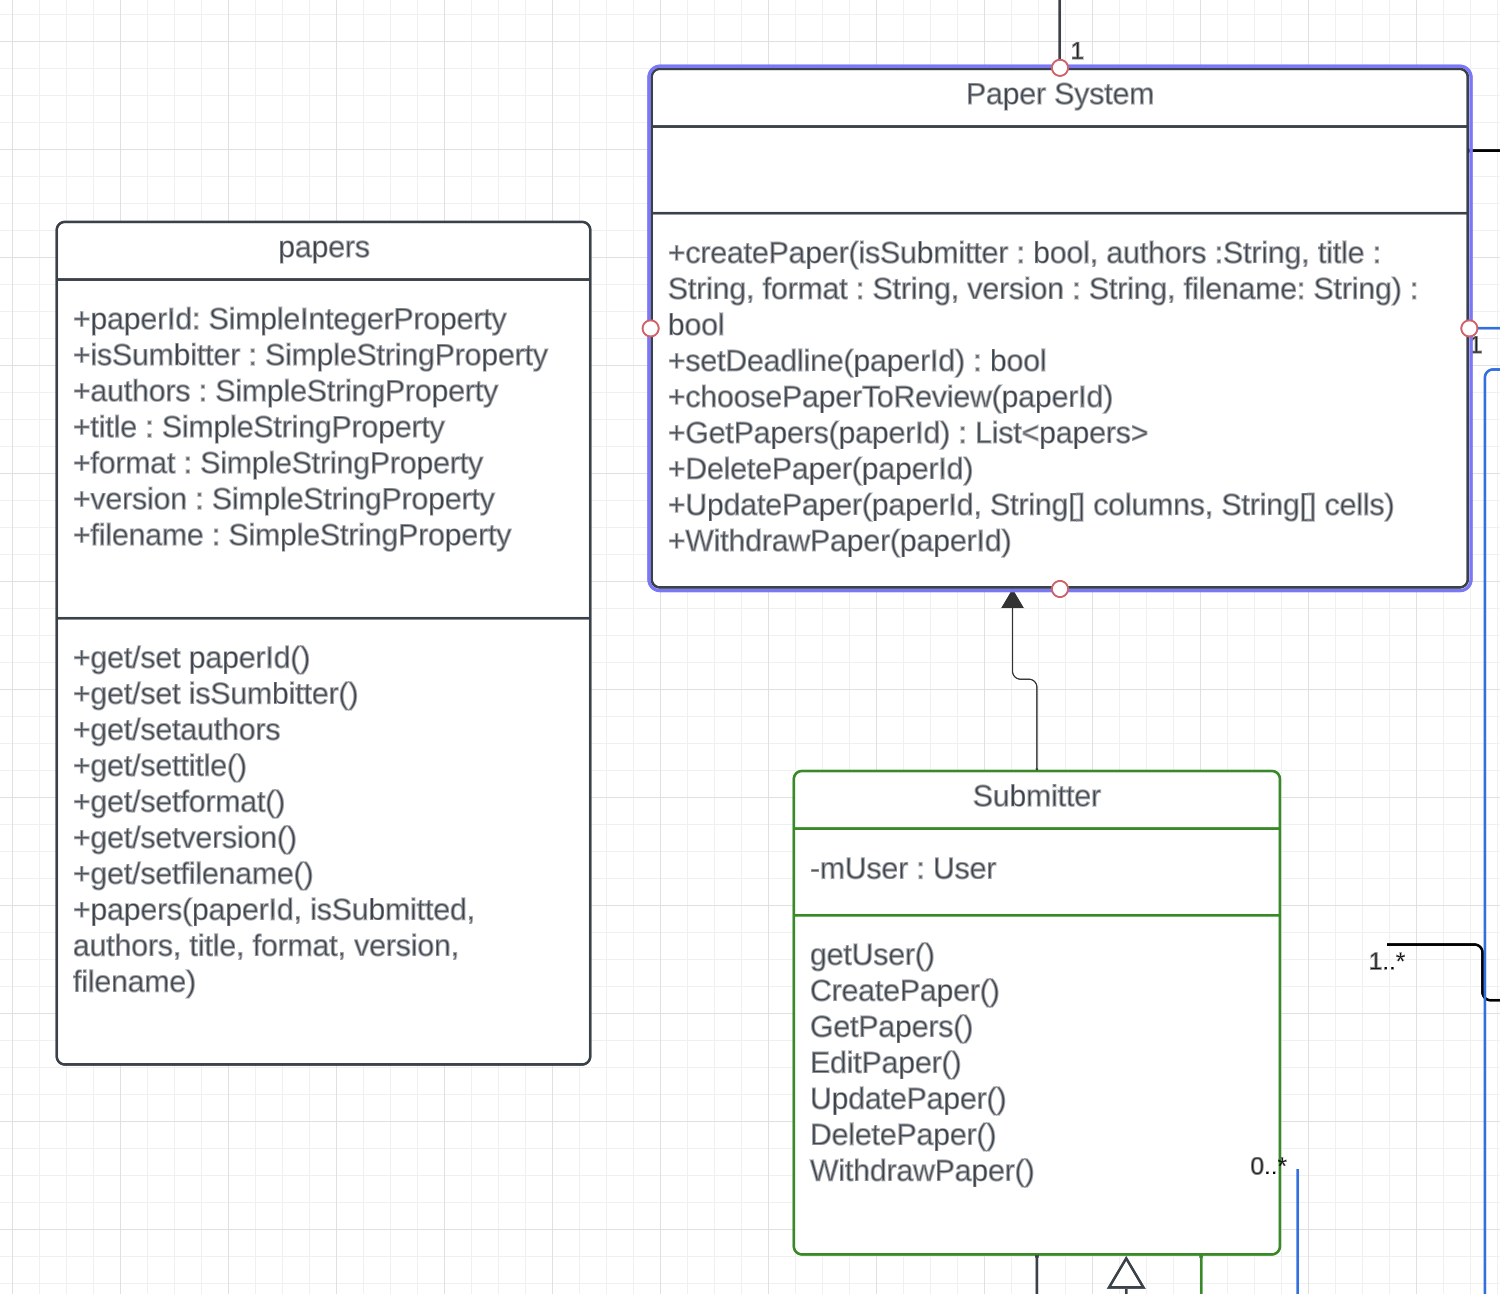 papers
+paperId: SimpleIntegerProperty
+isSumbitter : SimpleStringProperty
+authors : SimpleStringProperty
+title : SimpleStringProperty
+format : SimpleStringProperty
+version : SimpleStringProperty
+filename : SimpleStringProperty
+get/set paperId()
+get/set isSumbitter()
+get/setauthors
+get/settitle()
+get/setformat()
+get/setversion()
+get/setfilename()
+papers(paperId, isSubmitted,
authors, title, format, version,
filename)
1
Paper System
+createPaper(isSubmitter : bool, authors :String, title :
String, format : String, version : String, filename: String) :
bool
+setDeadline(paperId) : bool
+choosePaperToReview(paperId)
+GetPapers(paperId) : List<papers>
+DeletePaper(paperId)
+UpdatePaper(paperId, String[] columns, String[] cells)
+WithdrawPaper(paperId)
1
Submitter
-mUser : User
getUser()
CreatePaper()
GetPapers()
EditPaper()
UpdatePaper()
DeletePaper()
WithdrawPaper()
1..*
0..*